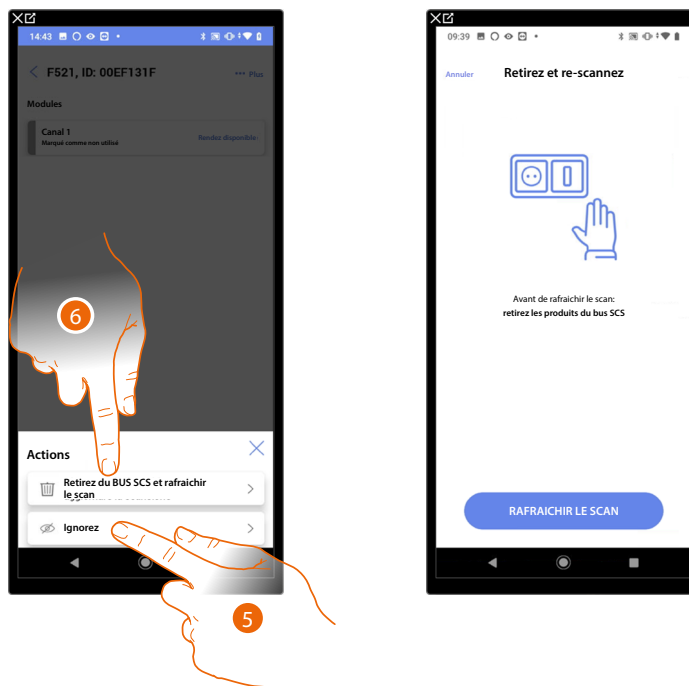 14:43
F521, ID: 00EF131F
Plus
Modules
Canal 1
Marqué comme non utilisé
Rendez disponible
6
Actions
Retirez du BUS SCS et rafraichir
le scan
Ignorez
5
09:39
Annuler
Retirez et re-scannez
Avant de rafraichir le scan:
retirez les produits du bus SCS
RAFRAICHIR LE SCAN